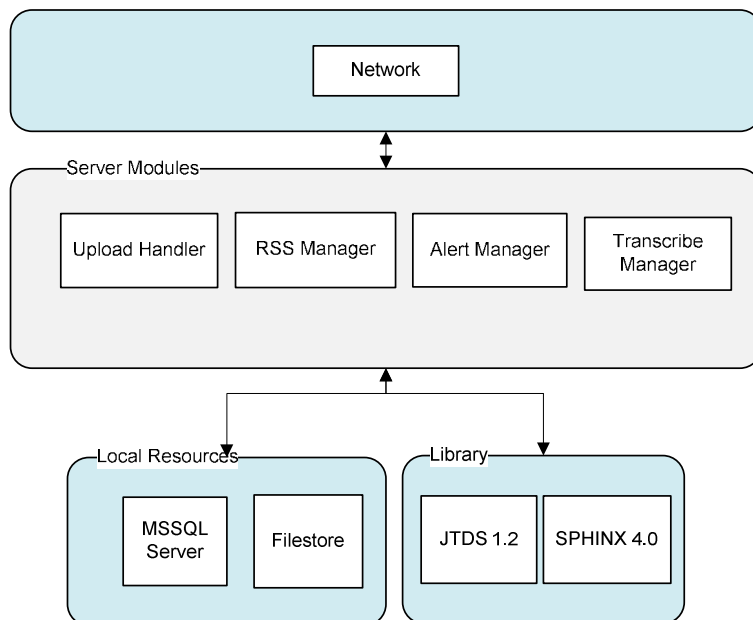 Network
Server Modules
Upload Handler
RSS Manager
Alert Manager
Transcribe
Manager
Local Resources
MSSQL
Server
Filestore
Library
JTDS 1.2
SPHINX 4.0